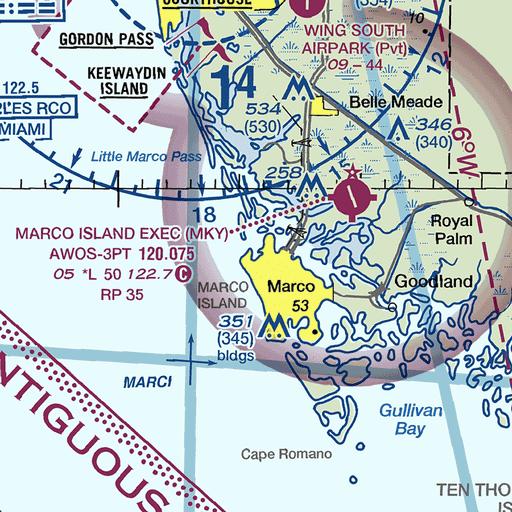 COURTHOUSE
(354)
10
WING SOUTH
AIRPARK (Pvt)
09 - 44
GORDON PASS
KEEWAYDIN
ISLAND
12
14
122.5
RCO
MIAMI
534
(530)
Belle Meade
346
(340)
6°W
Little Marco Pass
258
15
21
18
MARCO ISLAND EXEC (MKY)
AWOS-3PT 120.075
05 *L 50 122.7 C
RP 35
Royal
Palm
MARCO
ISLAND
Marco
53
Goodland
351
(345)
bldgs
MARCI
NTIGUOUS
Gullivan
Bay
Cape Romano
TEN THO
IS